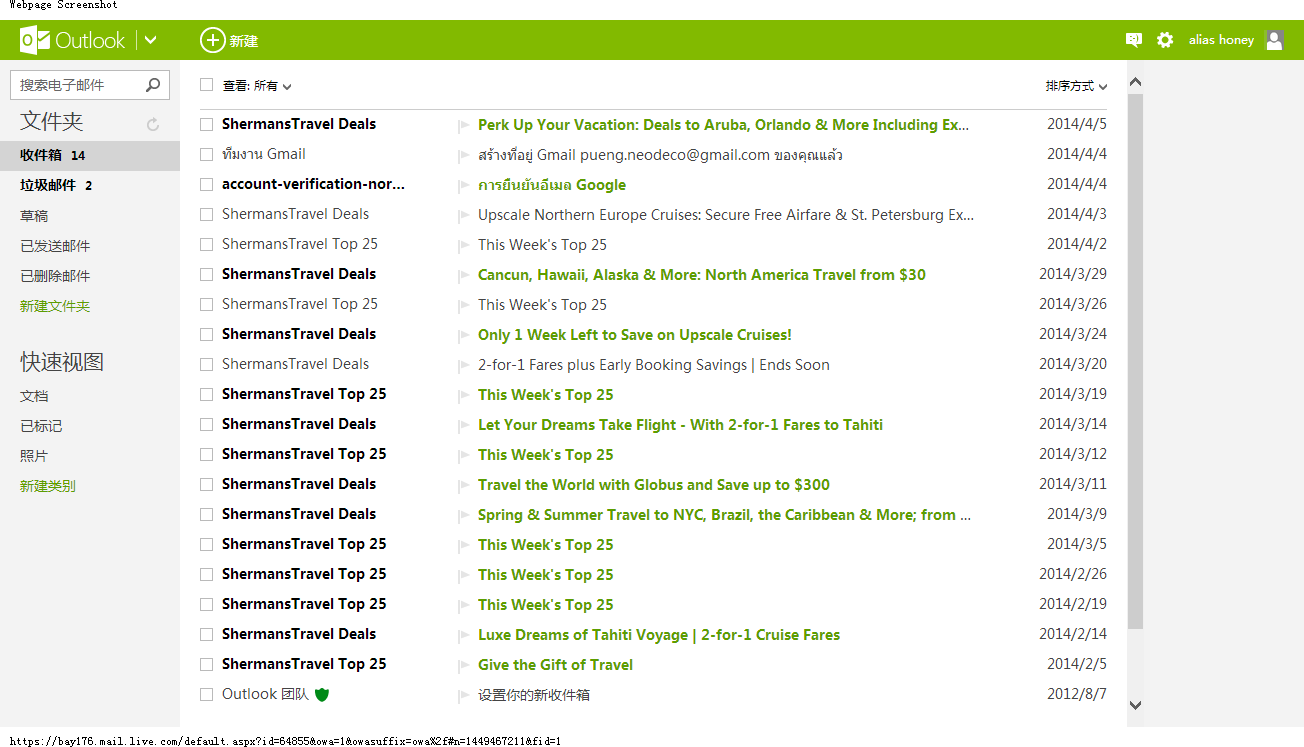 Webpage Screenshot
Outlook 新建 alias honey
搜索电子邮件
查看: 所有 排序方式
文件夹
收件箱 14
垃圾邮件 2
草稿
已发送邮件
已删除邮件
新建文件夹
快速视图
文档
已标记
照片
新建类别
ShermansTravel Deals Perk Up Your Vacation: Deals to Aruba, Orlando & More Including Ex... 2014/4/5
ทีมงาน Gmail สร้างที่อยู่ Gmail pueng.neodeco@gmail.com ของคุณแล้ว 2014/4/4
account-verification-nor... การยืนยันอีเมล Google 2014/4/4
ShermansTravel Deals Upscale Northern Europe Cruises: Secure Free Airfare & St. Petersburg Ex... 2014/4/3
ShermansTravel Top 25 This Week's Top 25 2014/4/2
ShermansTravel Deals Cancun, Hawaii, Alaska & More: North America Travel from $30 2014/3/29
ShermansTravel Top 25 This Week's Top 25 2014/3/26
ShermansTravel Deals Only 1 Week Left to Save on Upscale Cruises! 2014/3/24
ShermansTravel Deals 2-for-1 Fares plus Early Booking Savings | Ends Soon 2014/3/20
ShermansTravel Top 25 This Week's Top 25 2014/3/19
ShermansTravel Deals Let Your Dreams Take Flight - With 2-for-1 Fares to Tahiti 2014/3/14
ShermansTravel Top 25 This Week's Top 25 2014/3/12
ShermansTravel Deals Travel the World with Globus and Save up to $300 2014/3/11
ShermansTravel Deals Spring & Summer Travel to NYC, Brazil, the Caribbean & More; from ... 2014/3/9
ShermansTravel Top 25 This Week's Top 25 2014/3/5
ShermansTravel Top 25 This Week's Top 25 2014/2/26
ShermansTravel Top 25 This Week's Top 25 2014/2/19
ShermansTravel Deals Luxe Dreams of Tahiti Voyage | 2-for-1 Cruise Fares 2014/2/14
ShermansTravel Top 25 Give the Gift of Travel 2014/2/5
Outlook 团队 设置你的新收件箱 2012/8/7
https://bay176.mail.live.com/default.aspx?id=64855&owa=1&owasuffix=owa%2f#n=1449467211&fid=1